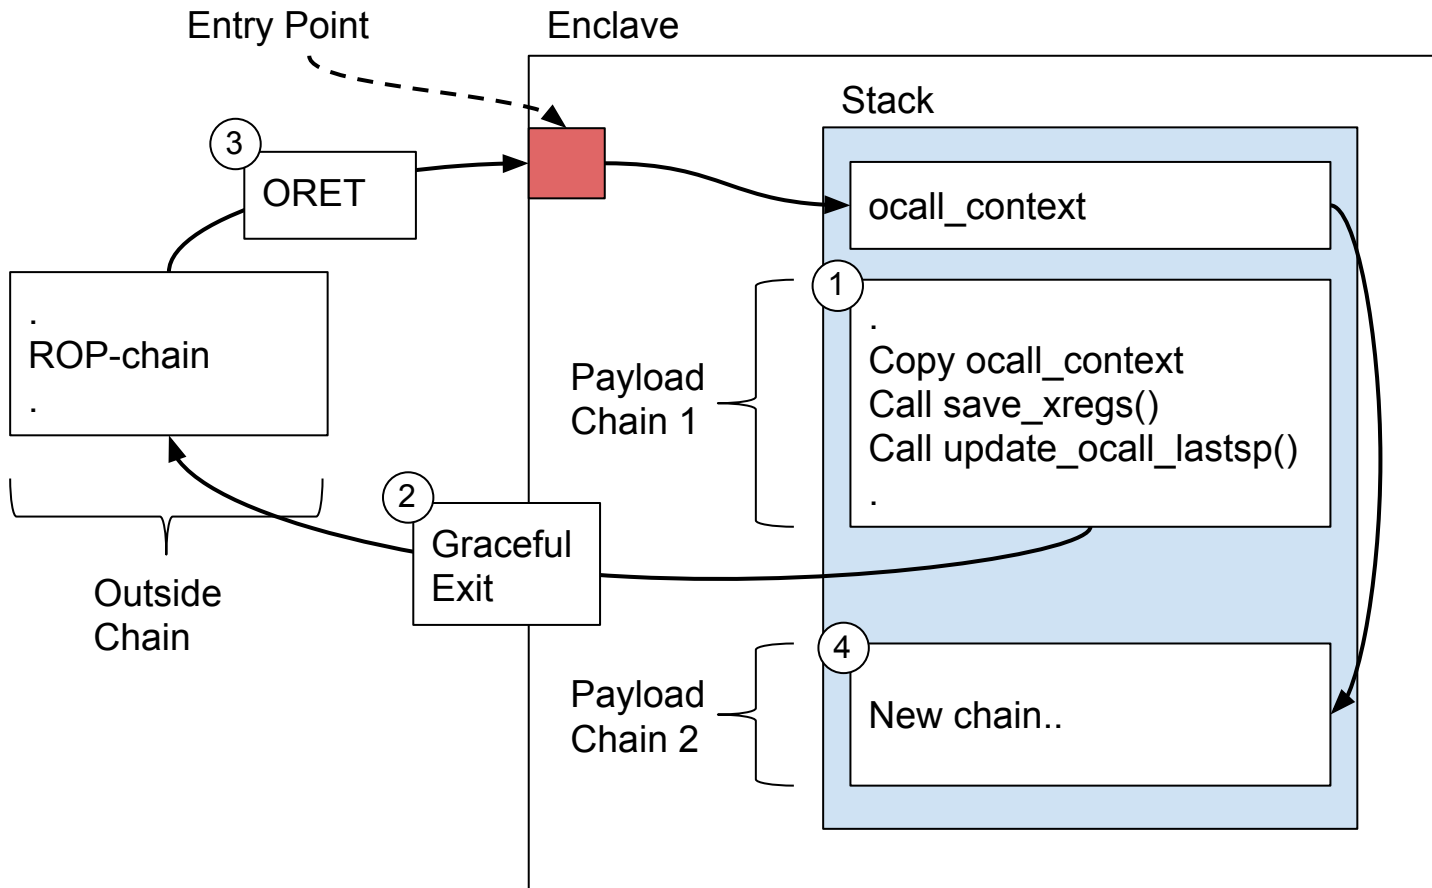 Entry Point
Enclave
Stack
3
ORET
ocall_context
1
.
ROP-chain
.
Payload
Chain 1
.
Copy ocall_context
Call save_xregs()
Call update_ocall_lastsp()
.
2
Graceful
Exit
Outside
Chain
4
Payload
Chain 2
New chain..